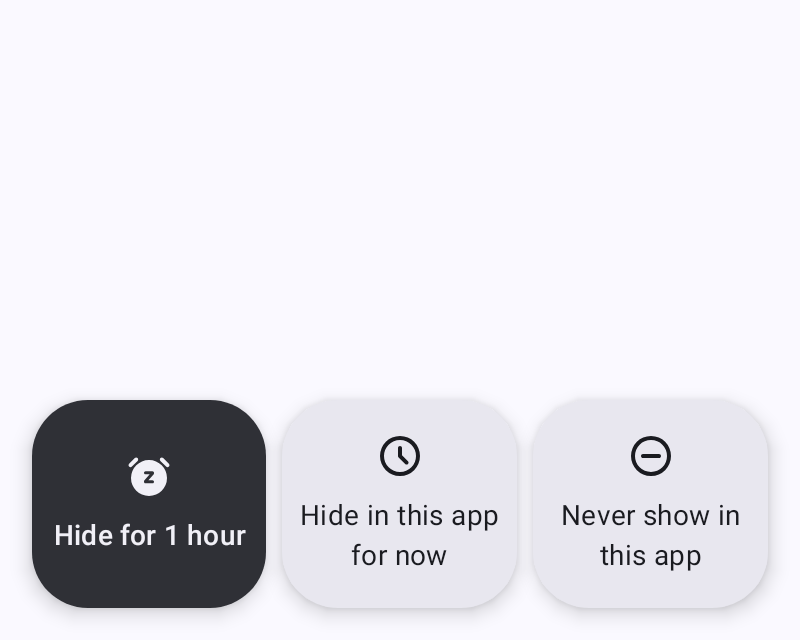 Hide for 1 hour
Hide in this app
for now
Never show in
this app